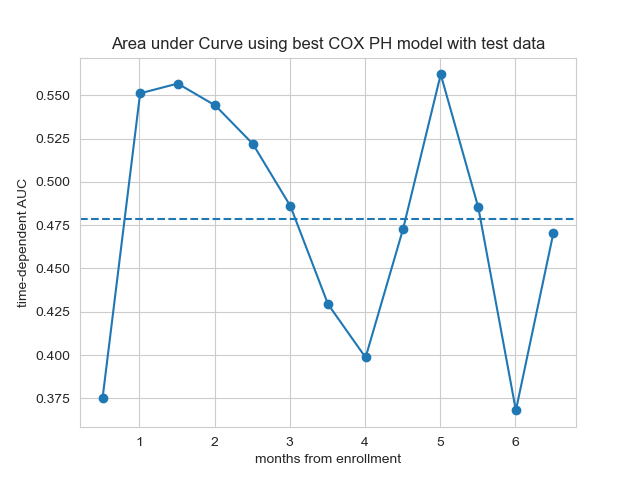 Area under Curve using best COX PH model with test data
time-dependent AUC
0.550
0.525
0.500
0.475
0.450
0.425
0.400
0.375
1 2 3 4 5 6
months from enrollment